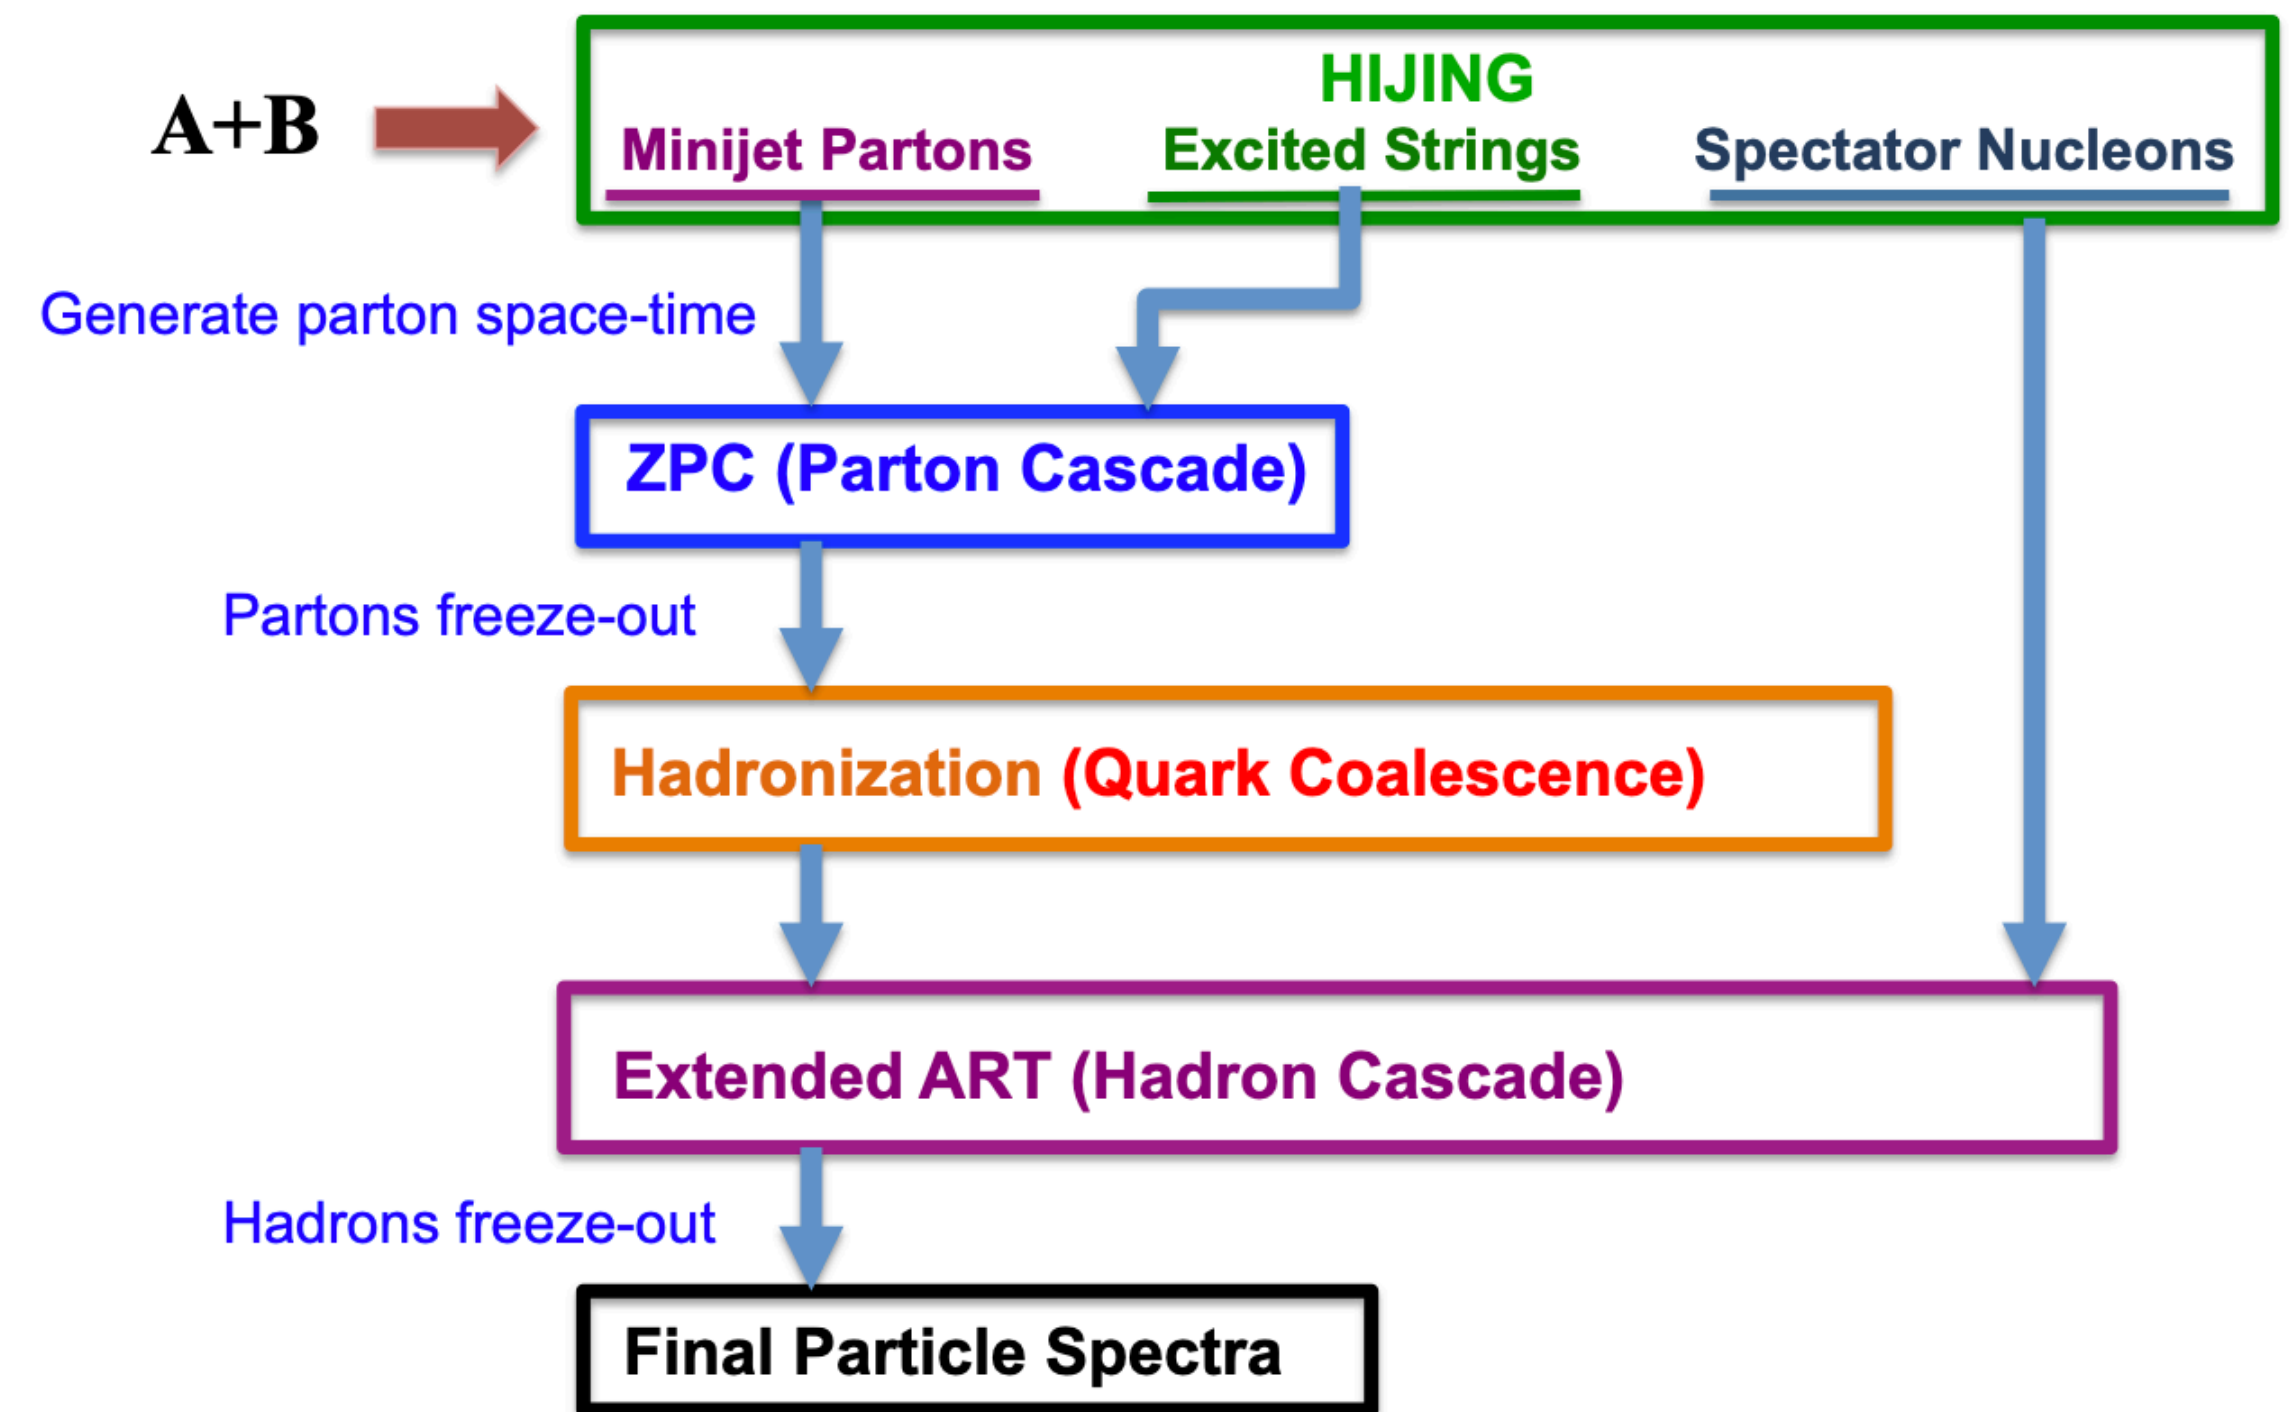 HIJING
A+B
Minijet Partons
Excited Strings
Spectator Nucleons
Generate parton space-time
ZPC (Parton Cascade)
Partons freeze-out
Hadronization (Quark Coalescence)
Extended ART (Hadron Cascade)
Hadrons freeze-out
Final Particle Spectra